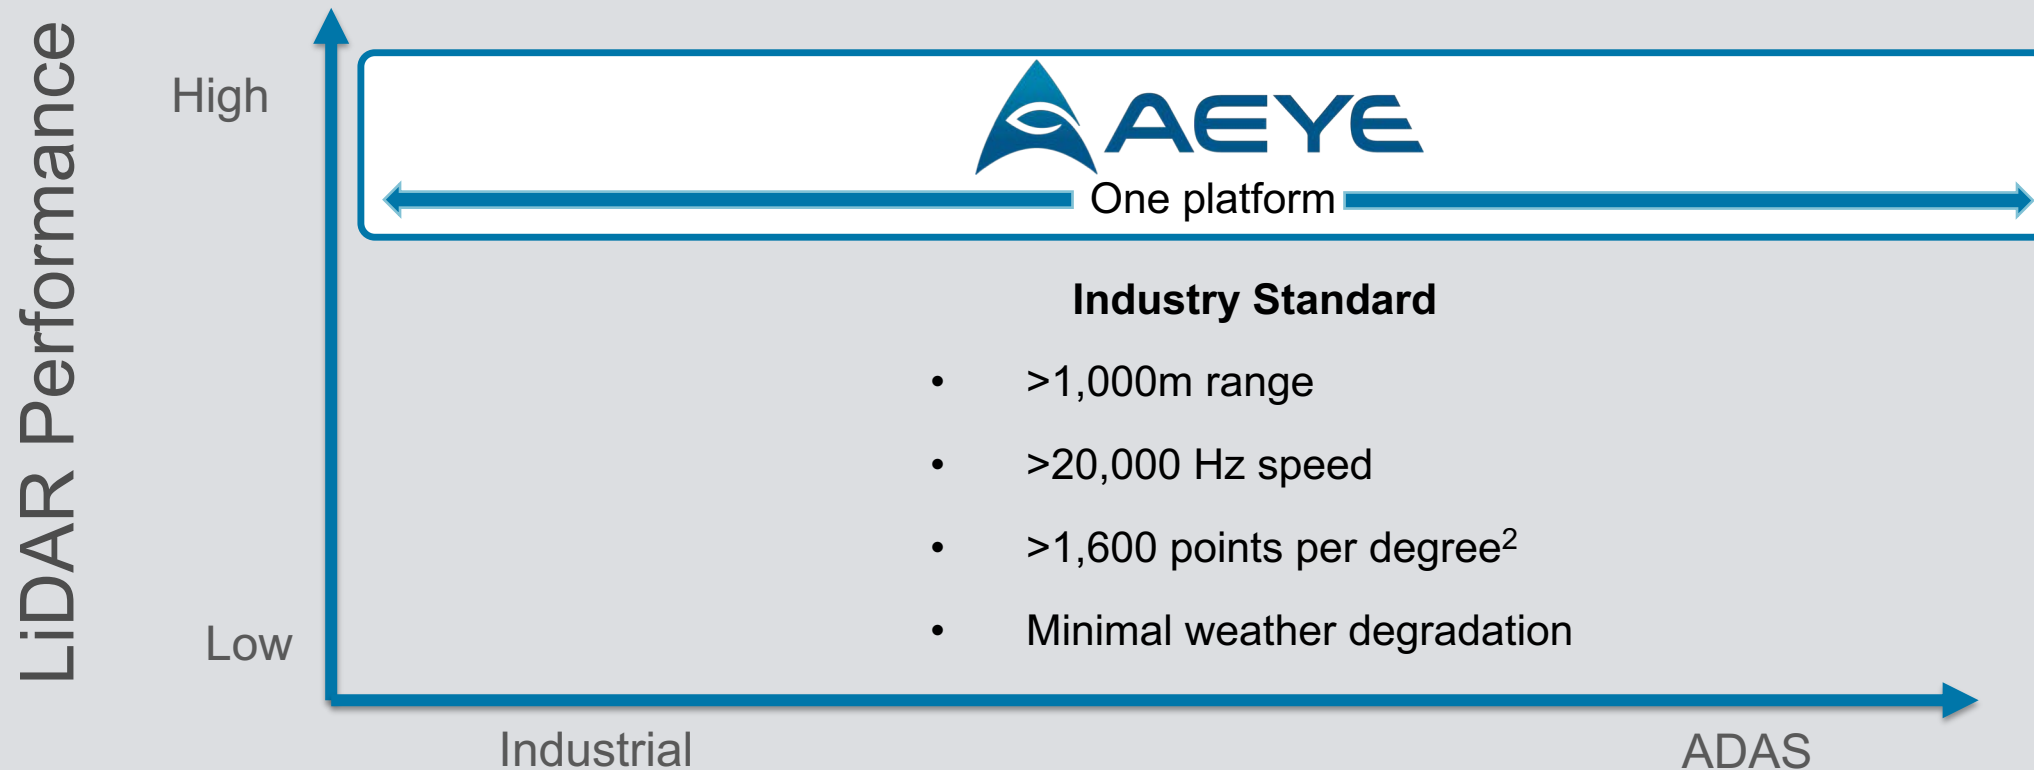 LiDAR Performance
High
AEYE
One platform
Industry Standard
• >1,000m range
• >20,000 Hz speed
• >1,600 points per degree²
• Minimal weather degradation
Low
Industrial
ADAS